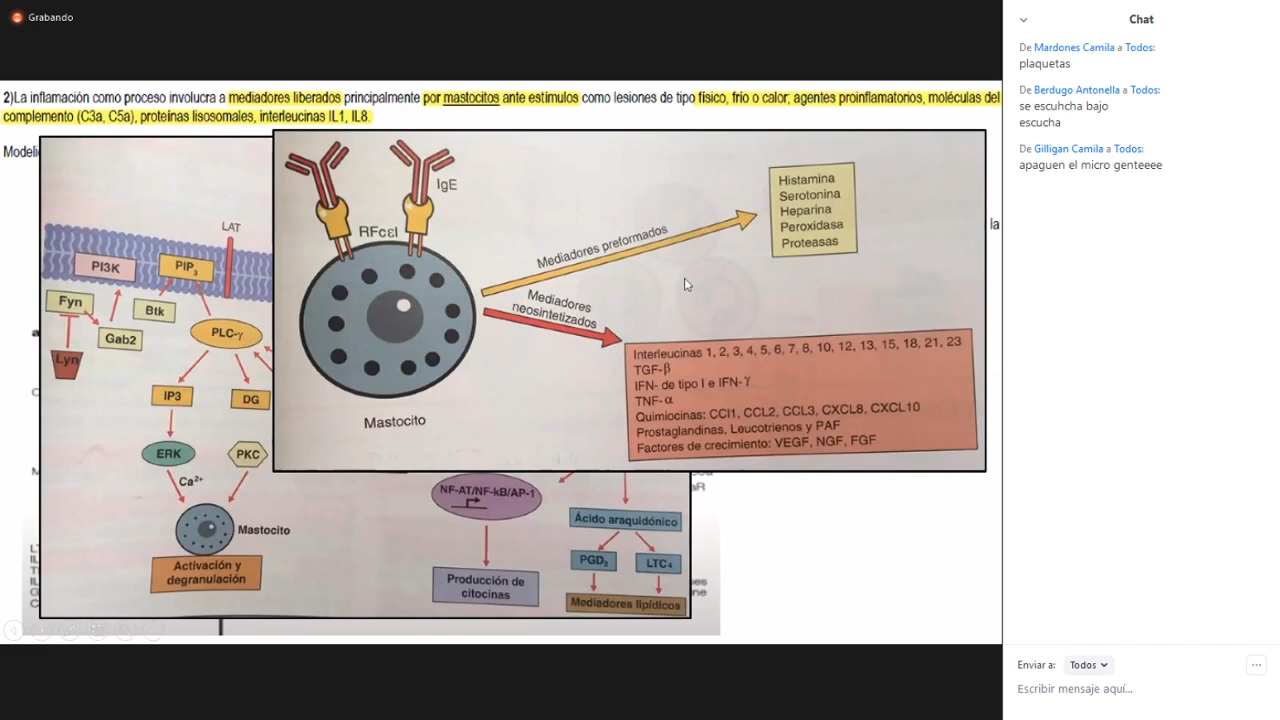 Grabando
2)La inflamación como proceso involucra a mediadores liberados principalmente por mastocitos ante estímulos como lesiones de tipo físico, frío o calor; agentes proinflamatorios, moléculas del
complemento (C3a, C5a), proteínas lisosomales, interleucinas IL1, IL8.
la
IgE
RFcεI
Mediadores preformados
Histamina
Serotonina
Heparina
Peroxidasa
Proteasas
Mediadores
neosintetizados
Interleucinas 1, 2, 3, 4, 5, 6, 7, 8, 10, 12, 13, 15, 18, 21, 23
TGF-β
IFN- de tipo I e IFN-γ
TNF-α
Quimiocinas: CCl1, CCL2, CCL3, CXCL8, CXCL10
Prostaglandinas, Leucotrienos y PAF
Factores de crecimiento: VEGF, NGF, FGF
Mastocito
LAT
PI3K
PIP3
Fyn
Btk
Gab2
PLC-γ
Lyn
IP3
DG
ERK
PKC
Ca2+
Mastocito
Activación y
degranulación
NF-AT/NF-kB/AP-1
Producción de
citocinas
Ácido araquidónico
PGD2
LTC4
Mediadores lipídicos
Chat
De Mardones Camila a Todos:
plaquetas
De Berdugo Antonella a Todos:
se escuhcha bajo
escucha
De Gilligan Camila a Todos:
apaguen el micro genteeee
Enviar a: Todos
Escribir mensaje aquí...